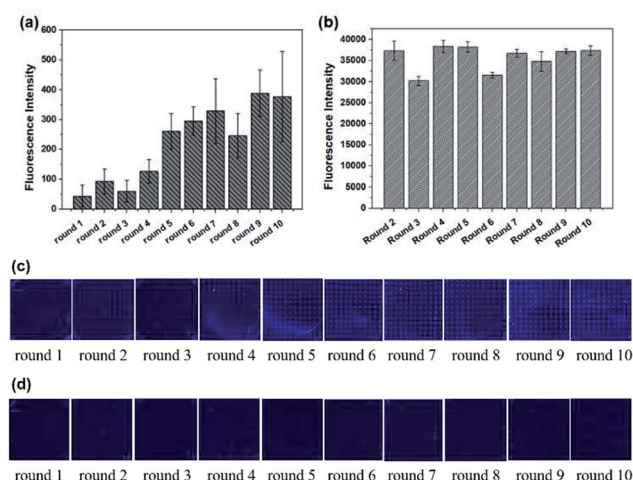 (a)
Fluorescence Intensity
600
500
400
300
200
100
0
round 1 round 2 round 3 round 4 round 5 round 6 round 7 round 8 round 9 round 10
(b)
Fluorescence Intensity
40000
35000
30000
25000
20000
15000
10000
5000
0
Round 2 Round 3 Round 4 Round 5 Round 6 Round 7 Round 8 Round 9 Round 10
(c)
round 1 round 2 round 3 round 4 round 5 round 6 round 7 round 8 round 9 round 10
(d)
round 1 round 2 round 3 round 4 round 5 round 6 round 7 round 8 round 9 round 10